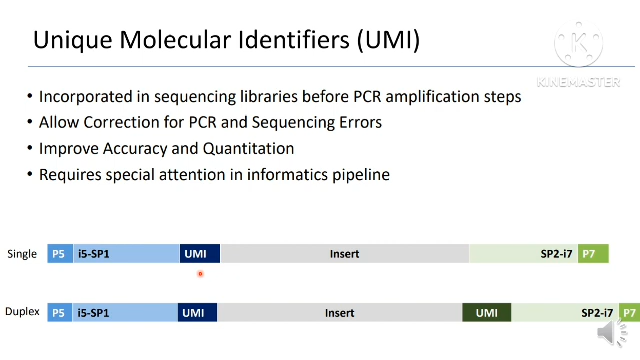 Unique Molecular Identifiers (UMI)
K
KINEMASTER
• Incorporated in sequencing libraries before PCR amplification steps
• Allow Correction for PCR and Sequencing Errors
• Improve Accuracy and Quantitation
• Requires special attention in informatics pipeline
Single P5 i5-SP1 UMI Insert SP2-i7 P7
Duplex P5 i5-SP1 UMI Insert UMI SP2-i7 P7